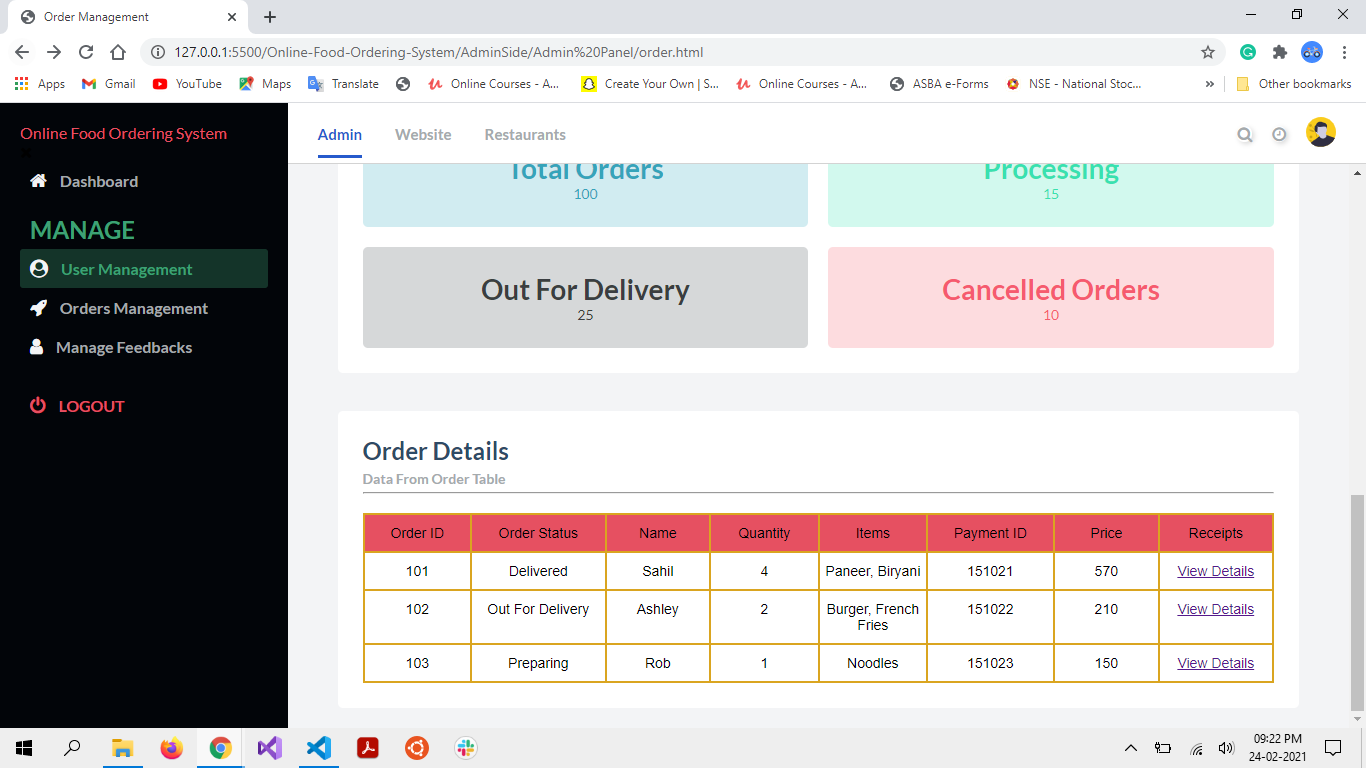 Order Management
127.0.0.1:5500/Online-Food-Ordering-System/AdminSide/Admin%20Panel/order.html
Apps Gmail YouTube Maps Translate Online Courses - A... Create Your Own | S... Online Courses - A... ASBA e-Forms NSE - National Stoc... » Other bookmarks
Online Food Ordering System
Dashboard
MANAGE
User Management
Orders Management
Manage Feedbacks
LOGOUT
Admin Website Restaurants
Total Orders
100
Processing
15
Out For Delivery
25
Cancelled Orders
10
Order Details
Data From Order Table
Order ID Order Status Name Quantity Items Payment ID Price Receipts
101 Delivered Sahil 4 Paneer, Biryani 151021 570 View Details
102 Out For Delivery Ashley 2 Burger, French 151022 210 View Details
Fries
103 Preparing Rob 1 Noodles 151023 150 View Details
09:22 PM
24-02-2021